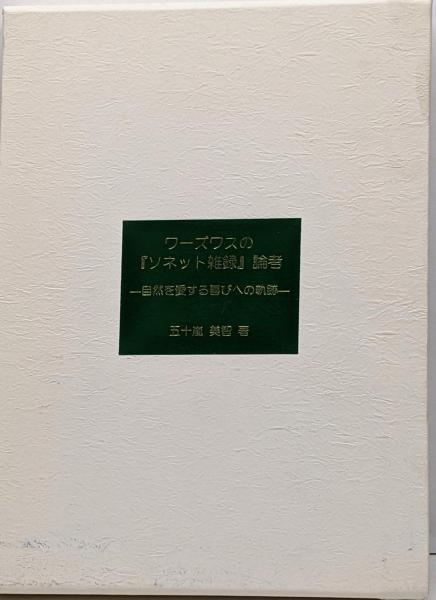 ワーズワスの
『ソネット雑録』論考
―自然を愛する喜びへの軌跡―
五十嵐 美智 著